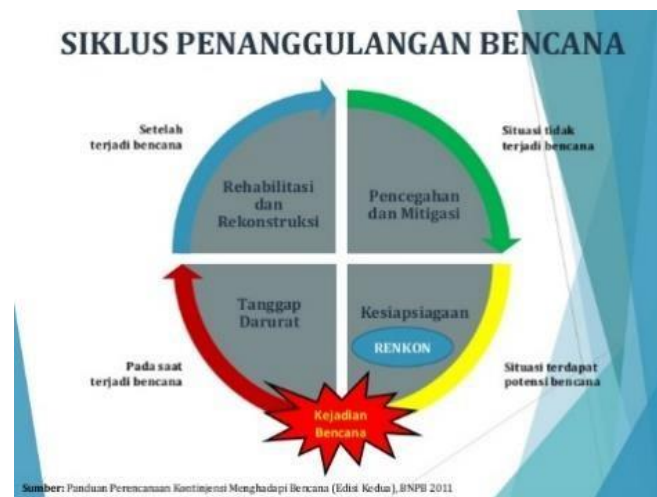 SIKLUS PENANGGULANGAN BENCANA
Setelah
terjadi bencana
Situasi tidak
terjadi bencana
Rehabilitasi
dan
Rekonstruksi
Pencegahan
dan Mitigasi
Tanggap
Darurat
Kesiapsiagaan
RENKON
Pada saat
terjadi bencana
Situasi terdapat
potensi bencana
Kejadian
Bencana
Sumber: Panduan Perencanaan Kontinjensi Menghadapi Bencana (Edisi Kedua), BNPB 2011